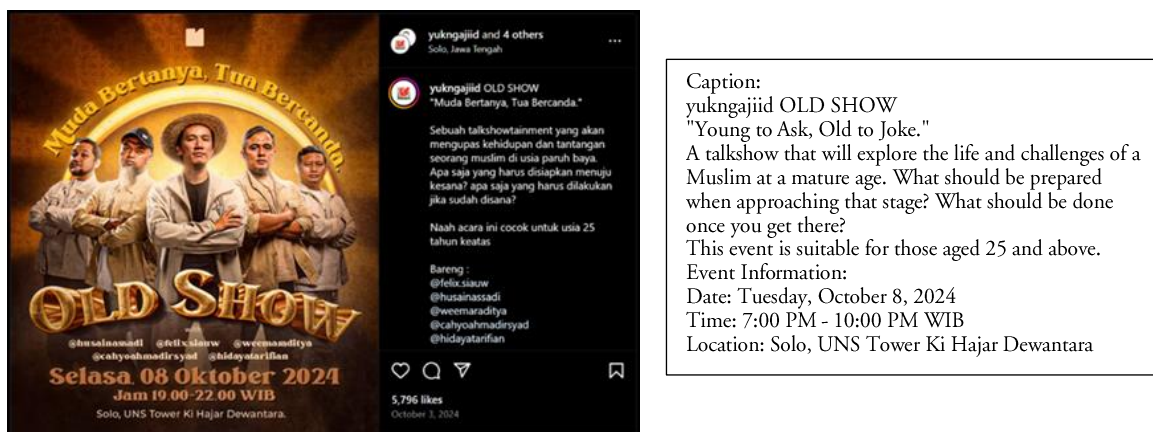 Muda Bertanya, Tua Bercanda.
OLD SHOW
@husainassadi @felix.siauw @weemaraditya
@cahyoahmadirsyad @hidayatarifian
Selasa, 08 Oktober 2024
Jam 19.00-22.00 WIB
Solo, UNS Tower Ki Hajar Dewantara.
yukngajiid and 4 others
Solo, Jawa Tengah
yukngajiid OLD SHOW
"Muda Bertanya, Tua Bercanda."
Sebuah talkshowtainment yang akan
mengupas kehidupan dan tantangan
seorang muslim di usia paruh baya.
Apa saja yang harus disiapkan menuju
kesana? apa saja yang harus dilakukan
jika sudah disana?
Naah acara ini cocok untuk usia 25
tahun keatas
Bareng :
@felix.siauw
@husainassadi
@weemaraditya
@cahyoahmadirsyad
@hidayatarifian
5,796 likes
October 3, 2024
Caption:
yukngajiid OLD SHOW
"Young to Ask, Old to Joke."
A talkshow that will explore the life and challenges of a
Muslim at a mature age. What should be prepared
when approaching that stage? What should be done
once you get there?
This event is suitable for those aged 25 and above.
Event Information:
Date: Tuesday, October 8, 2024
Time: 7:00 PM - 10:00 PM WIB
Location: Solo, UNS Tower Ki Hajar Dewantara